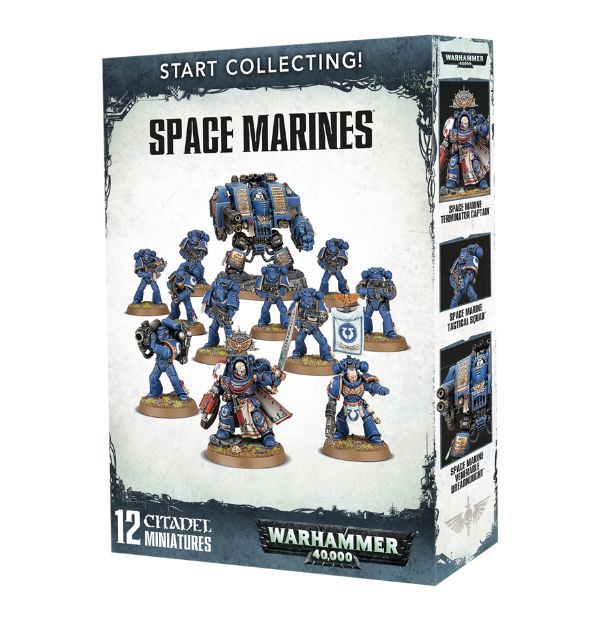 START COLLECTING!
SPACE MARINES
12 CITADEL
MINIATURES
WARHAMMER
40,000
WARHAMMER
40,000
SPACE MARINE
TERMINATOR CAPTAIN
SPACE MARINE
TACTICAL SQUAD
SPACE MARINE
VENERABLE
DREADNOUGHT